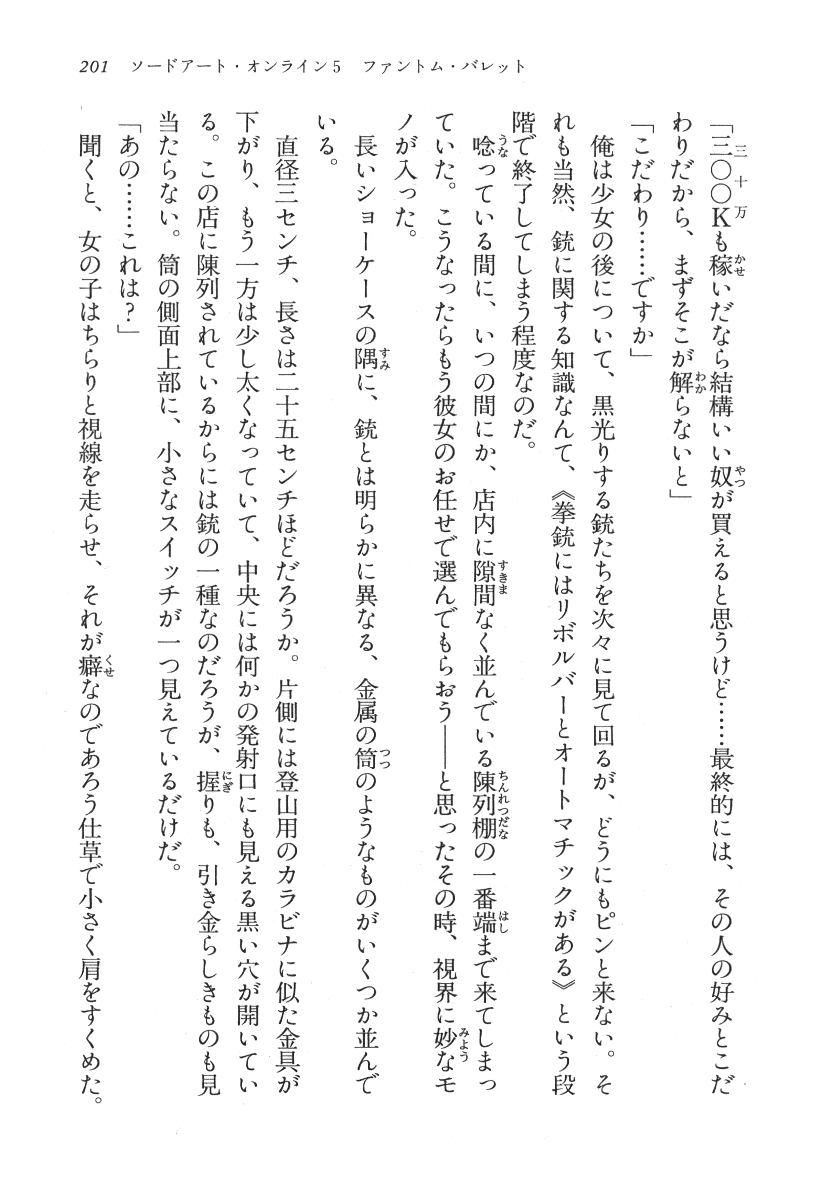 201 ソードアート・オンライン5 ファントム・バレット
「三〇〇Kも稼いだなら結構いい奴が買えると思うけど……最終的には、その人の好みとこだ
わりだから、まずそこが解らないと」
「こだわり……ですか」
俺は少女の後について、黒光りする銃たちを次々に見て回るが、どうにもピンと来ない。そ
れも当然、銃に関する知識なんて、《拳銃にはリボルバーとオートマチックがある》という段
階で終了してしまう程度なのだ。
唸っている間に、いつの間にか、店内に隙間なく並んでいる陳列棚の一番端まで来てしまっ
ていた。こうなったらもう彼女のお任せで選んでもらおう――と思ったその時、視界に妙なモ
ノが入った。
長いショーケースの隅に、銃とは明らかに異なる、金属の筒のようなものがいくつか並んで
いる。
直径三センチ、長さは二十五センチほどだろうか。片側には登山用のカラビナに似た金具が
下がり、もう一方は少し太くなっていて、中央には何かの発射口にも見える黒い穴が開いてい
る。この店に陳列されているからには銃の一種なのだろうが、握りも、引き金らしきものも見
当たらない。筒の側面上部に、小さなスイッチが一つ見えているだけだ。
「あの……これは？」
聞くと、女の子はちらりと視線を走らせ、それが癖なのであろう仕草で小さく肩をすくめた。